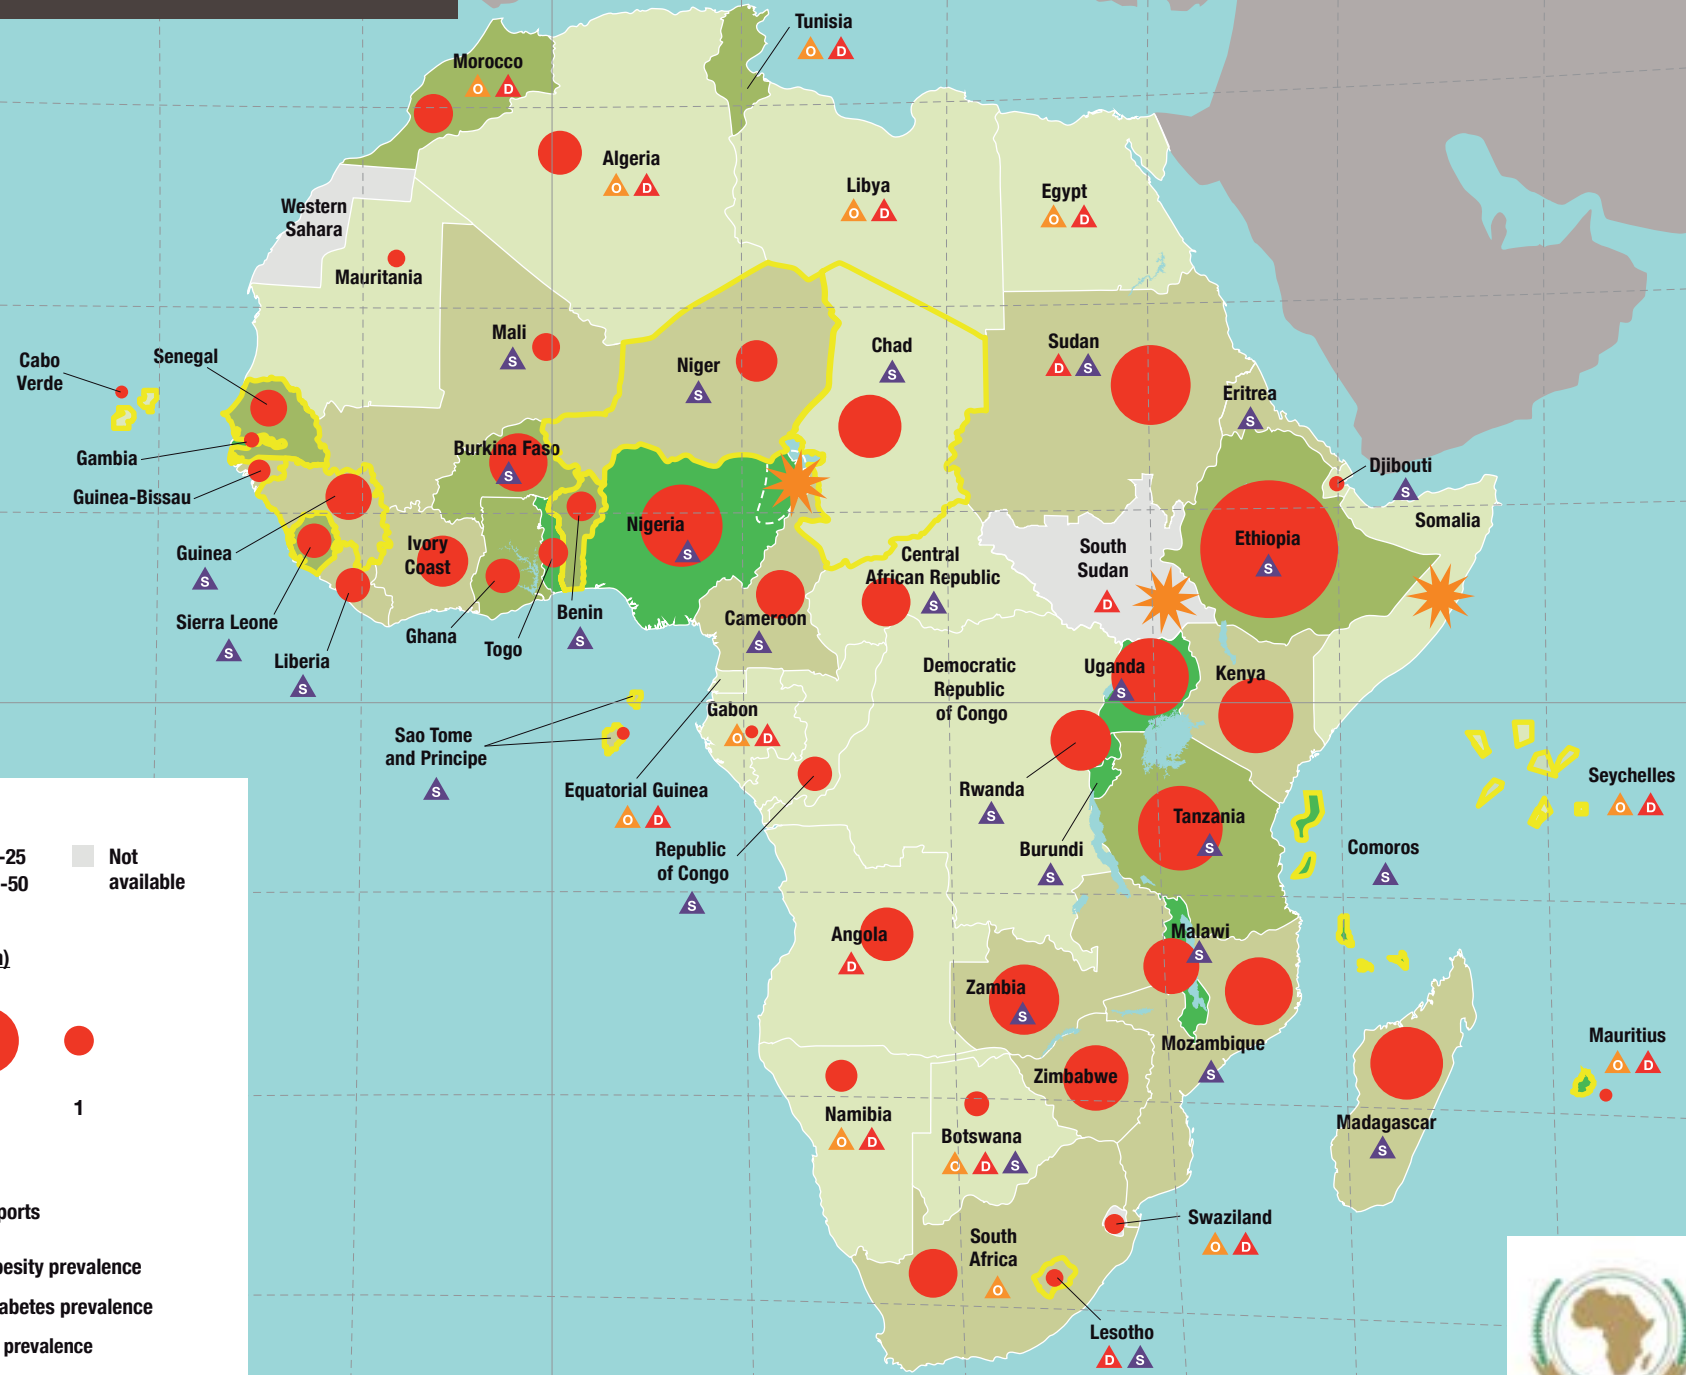 Tunisia
O D
Morocco
O D
Algeria
O D
Libya
O D
Egypt
O D
Western
Sahara
Mauritania
Mali
S
Niger
S
Chad
S
Sudan
D S
Eritrea
S
Cabo
Verde
Senegal
Gambia
Guinea-Bissau
Burkina Faso
S
Nigeria
S
Djibouti
S
Somalia
Ethiopia
S
South
Sudan
D
Central
African Republic
S
Guinea
S
Ivory
Coast
Sierra Leone
S
Liberia
S
Ghana
Togo
Benin
S
Cameroon
S
Democratic
Republic
of Congo
Uganda
S
Kenya
Gabon
O D
Sao Tome
and Principe
S
Equatorial Guinea
O D
Republic
of Congo
S
Rwanda
S
Burundi
S
Tanzania
S
Seychelles
O D
Comoros
S
Angola
D
Malawi
S
Zambia
S
Mozambique
S
Zimbabwe
Namibia
O D
Botswana
O D S
Madagascar
S
Mauritius
O D
South
Africa
O
Swaziland
O D
Lesotho
D S
-25
-50
Not
available
)
1
ports
besity prevalence
abetes prevalence
prevalence